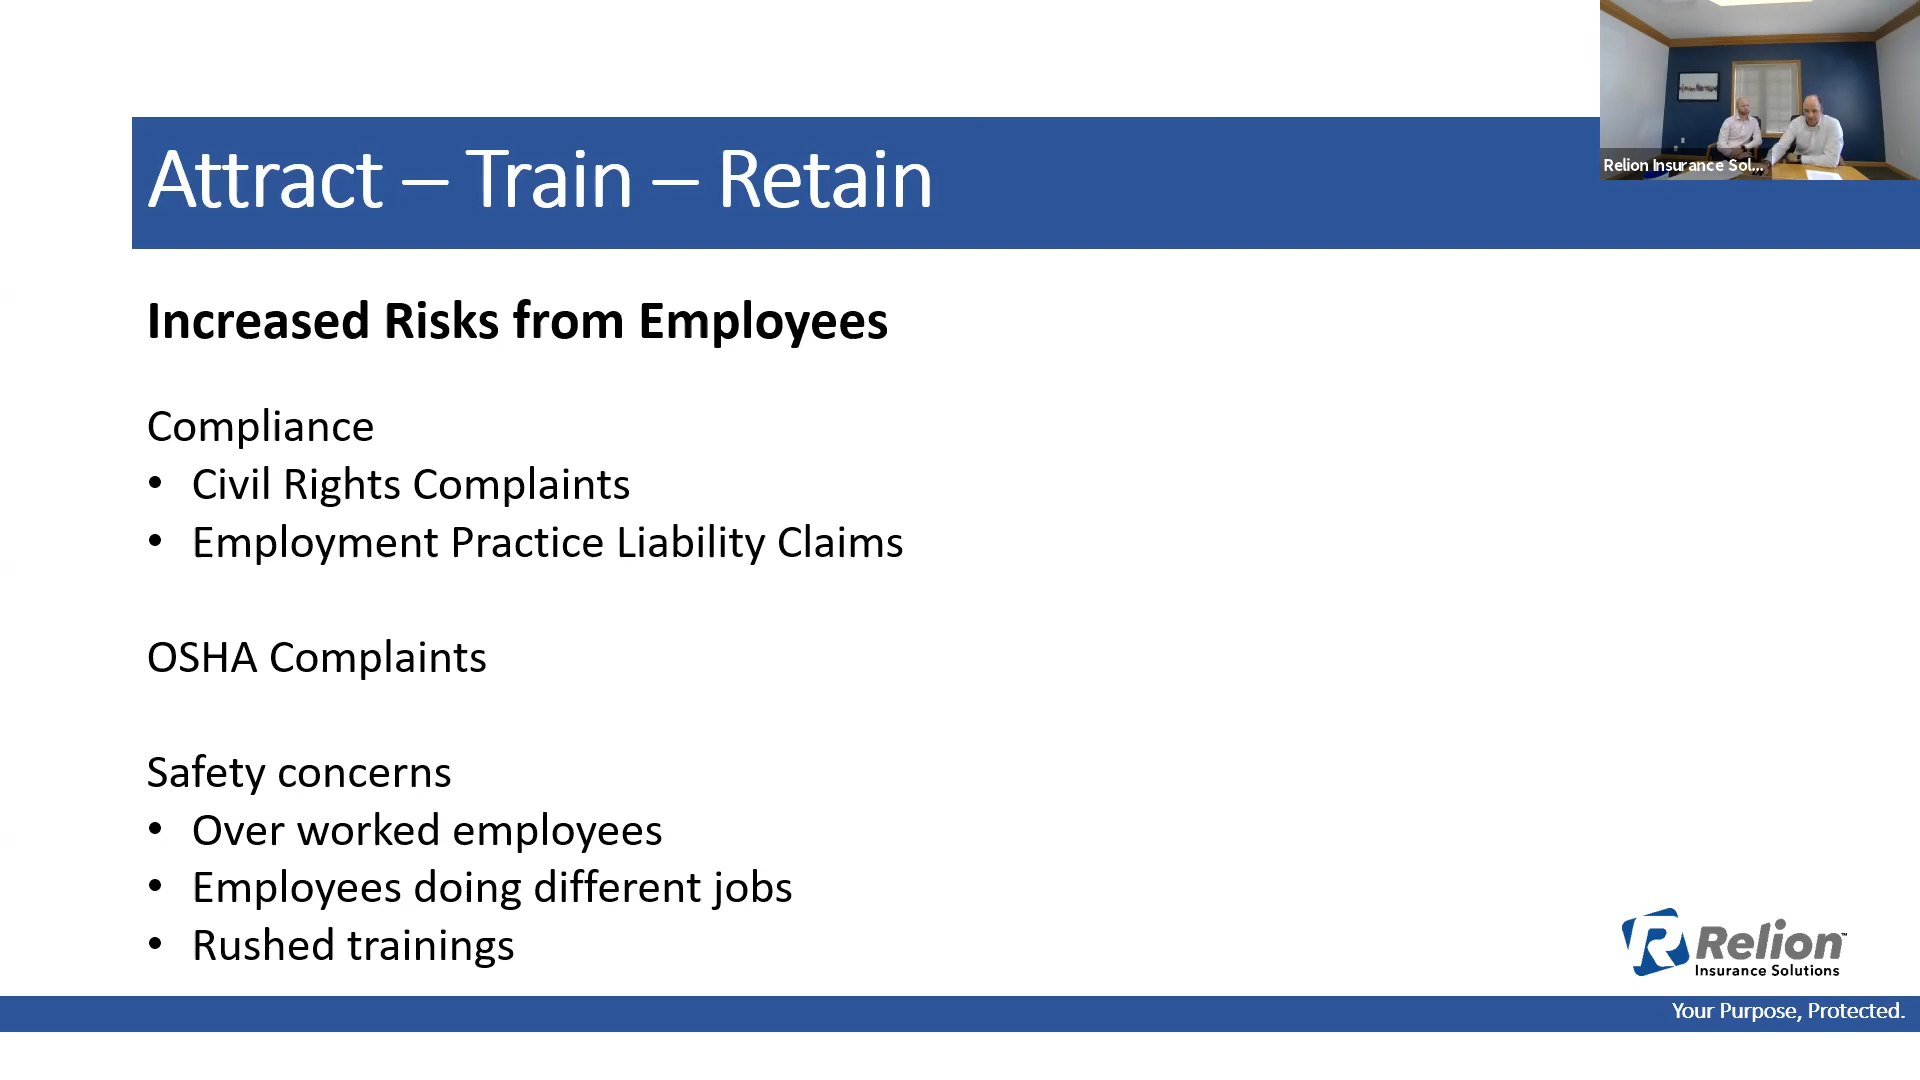 Attract – Train – Retain
Relion Insurance Sol...
Increased Risks from Employees
Compliance
• Civil Rights Complaints
• Employment Practice Liability Claims
OSHA Complaints
Safety concerns
• Over worked employees
• Employees doing different jobs
• Rushed trainings
Relion™
Insurance Solutions
Your Purpose, Protected.